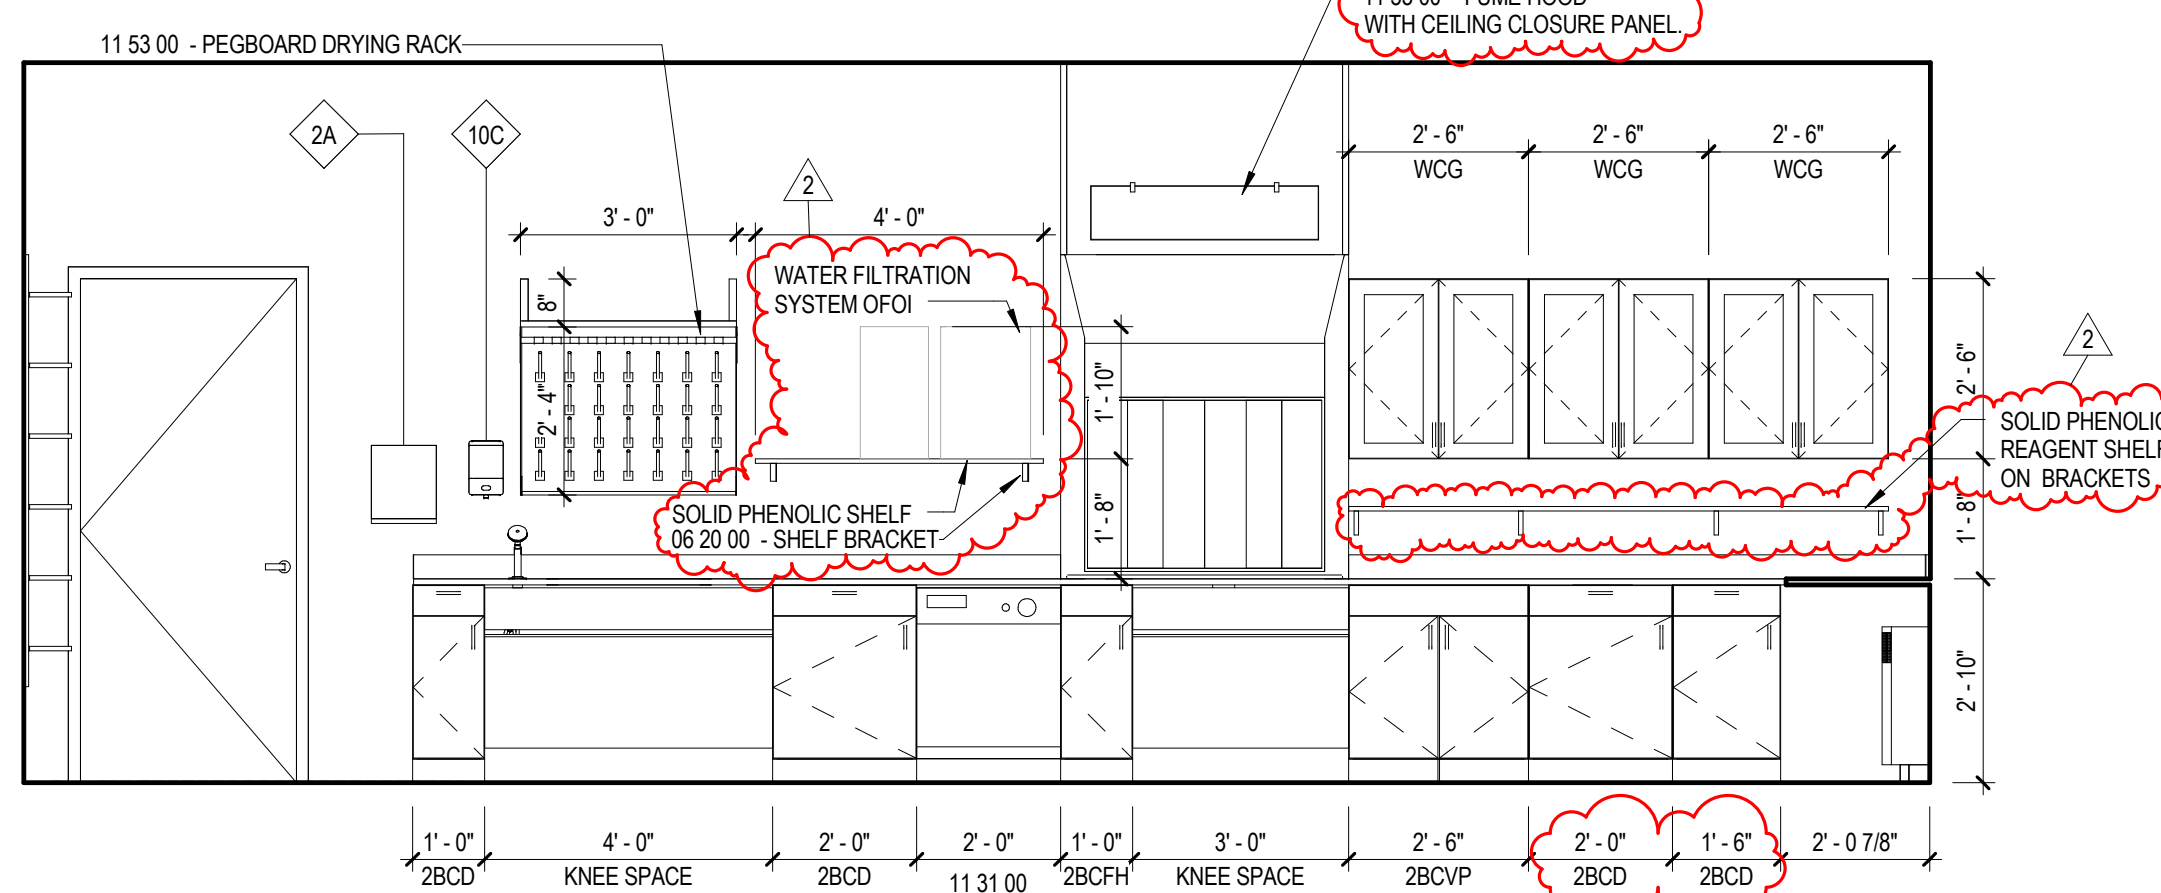 WITH CEILING CLOSURE PANEL.
11 53 00 - PEGBOARD DRYING RACK
2A
10C
2
3' - 0"
4' - 0"
2' - 6"
2' - 6"
2' - 6"
WCG
WCG
WCG
WATER FILTRATION
SYSTEM OFOI
8"
2' - 4"
1' - 10"
1' - 8"
SOLID PHENOLIC SHELF
06 20 00 - SHELF BRACKET
2
2' - 6"
SOLID PHENOLIC
REAGENT SHELF
ON BRACKETS
1' - 8"
2' - 10"
1' - 0"
4' - 0"
2' - 0"
2' - 0"
1' - 0"
3' - 0"
2' - 6"
2' - 0"
1' - 6"
2' - 0 7/8"
2BCD
KNEE SPACE
2BCD
11 31 00
2BCFH
KNEE SPACE
2BCVP
2BCD
2BCD